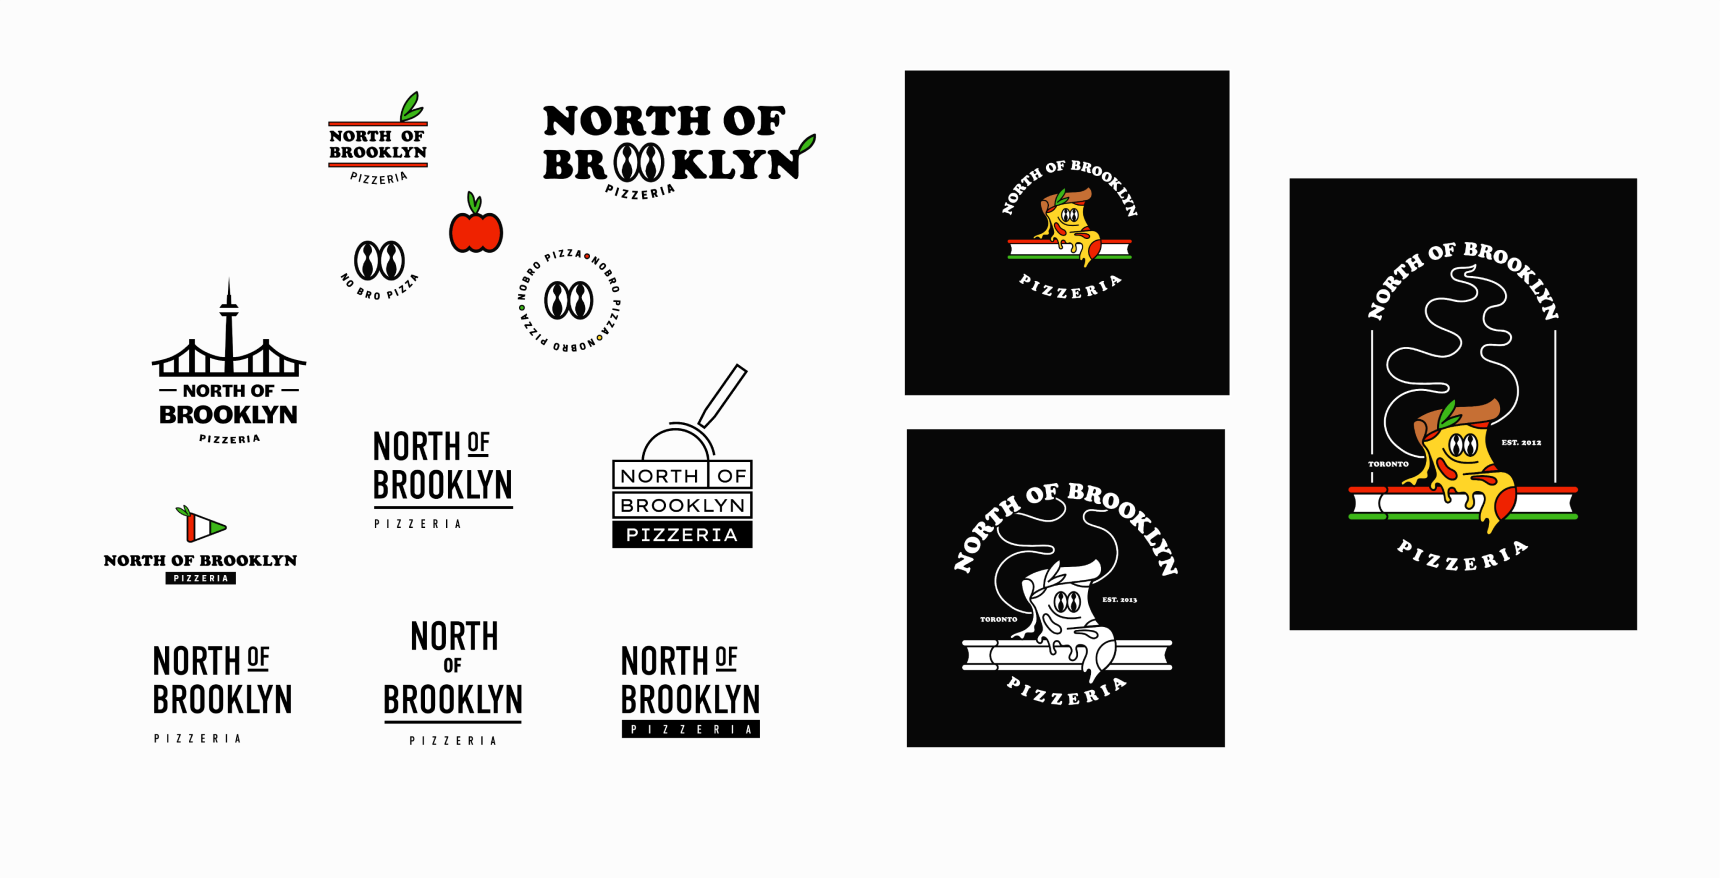 NORTH OF
BROOKLYN
PIZZERIA
NORTH OF
BROOKLYN
PIZZERIA
NO BRO PIZZA
NOBRO PIZZA NOBRO PIZZA NOBRO PIZZA
NORTH OF
BROOKLYN
PIZZERIA
NORTH OF
BROOKLYN
PIZZERIA
NORTH OF
BROOKLYN
PIZZERIA
NORTH OF BROOKLYN
PIZZERIA
NORTH OF
BROOKLYN
PIZZERIA
NORTH
OF
BROOKLYN
PIZZERIA
NORTH OF
BROOKLYN
PIZZERIA
NORTH OF BROOKLYN
PIZZERIA
NORTH OF BROOKLYN
EST. 2013
TORONTO
PIZZERIA
NORTH OF BROOKLYN
EST. 2012
TORONTO
PIZZERIA